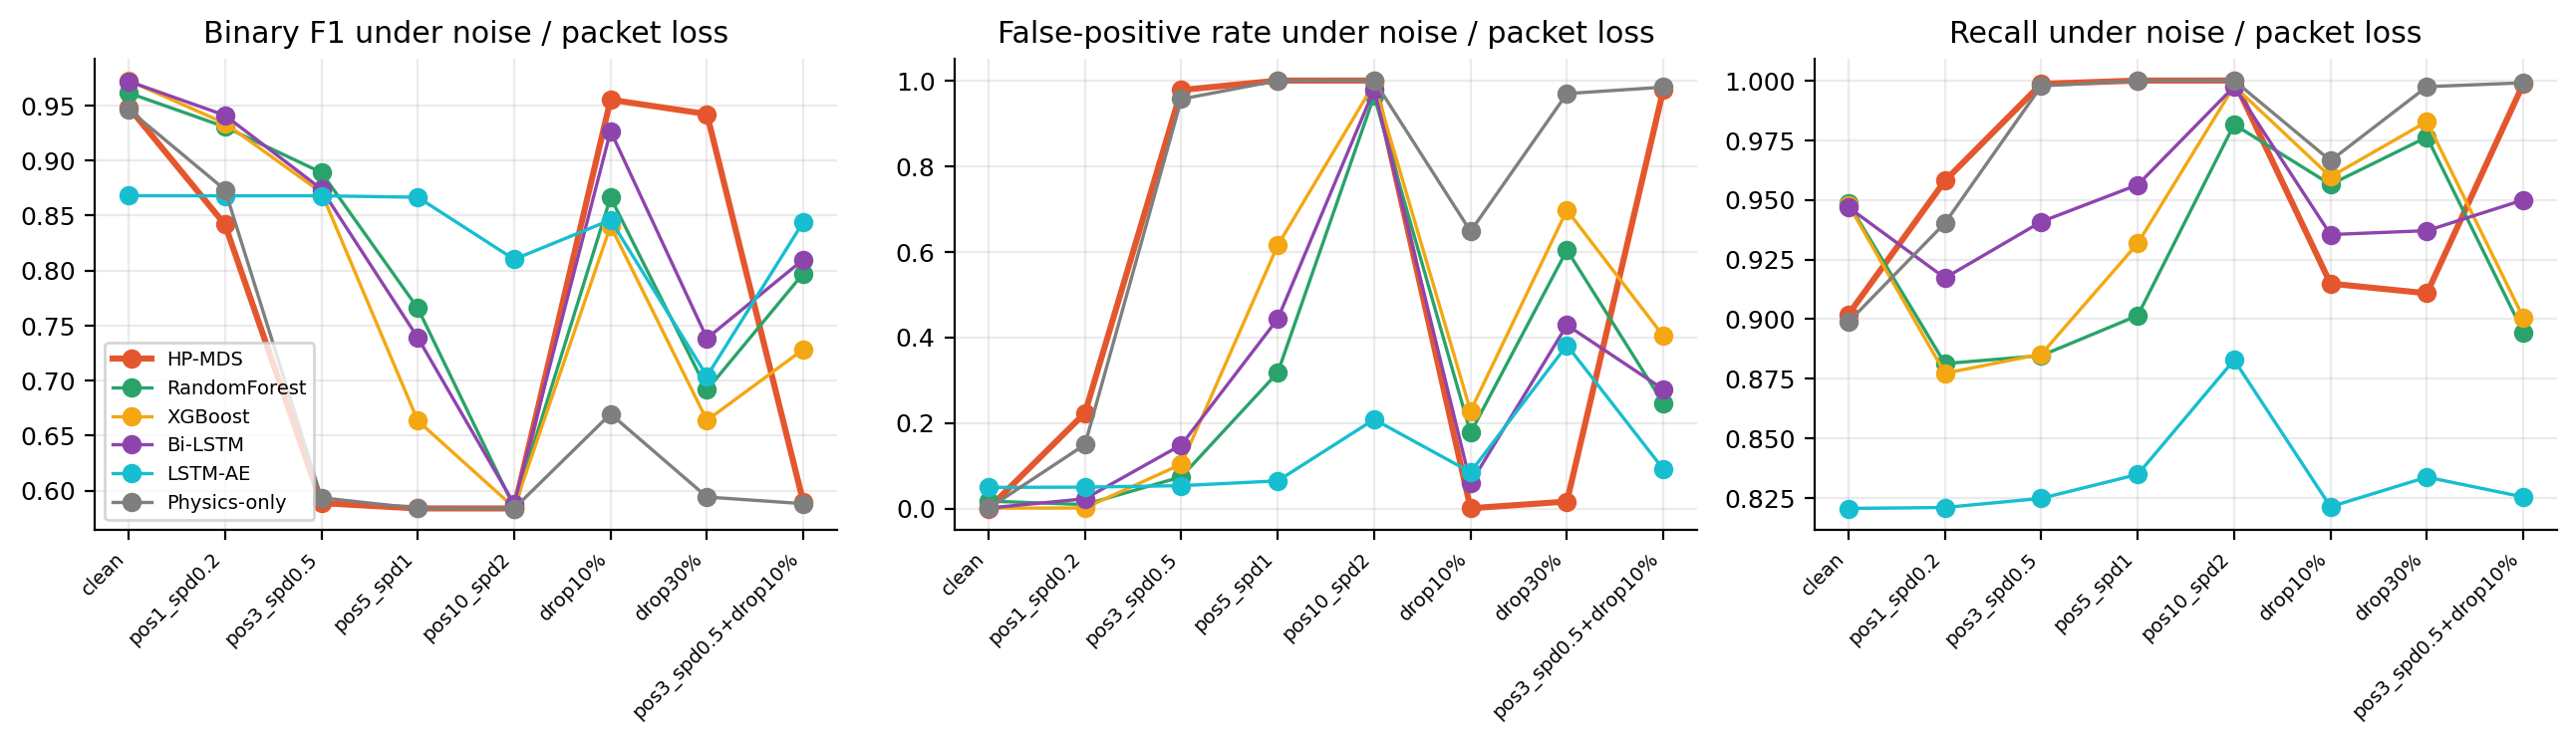 Binary F1 under noise / packet loss
0.95
0.90
0.85
0.80
0.75
0.70
0.65
0.60
HP-MDS
RandomForest
XGBoost
Bi-LSTM
LSTM-AE
Physics-only
clean
pos1_spd0.2
pos3_spd0.5
pos5_spd1
pos10_spd2
drop10%
drop30%
pos3_spd0.5+drop10%
False-positive rate under noise / packet loss
1.0
0.8
0.6
0.4
0.2
0.0
clean
pos1_spd0.2
pos3_spd0.5
pos5_spd1
pos10_spd2
drop10%
drop30%
pos3_spd0.5+drop10%
Recall under noise / packet loss
1.000
0.975
0.950
0.925
0.900
0.875
0.850
0.825
clean
pos1_spd0.2
pos3_spd0.5
pos5_spd1
pos10_spd2
drop10%
drop30%
pos3_spd0.5+drop10%